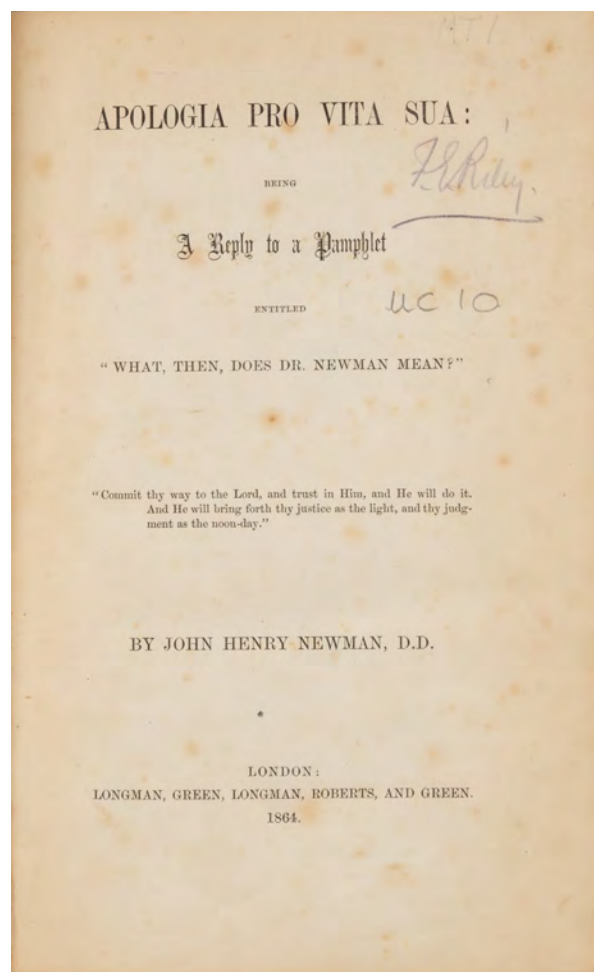 APOLOGIA PRO VITA SUA:
BEING
A Reply to a Pamphlet
ENTITLED
UC 10
“ WHAT, THEN, DOES DR. NEWMAN MEAN?”
“Commit thy way to the Lord, and trust in Him, and He will do it.
And He will bring forth thy justice as the light, and thy judg-
ment as the noon-day.”
BY JOHN HENRY NEWMAN, D.D.
LONDON:
LONGMAN, GREEN, LONGMAN, ROBERTS, AND GREEN.
1864.